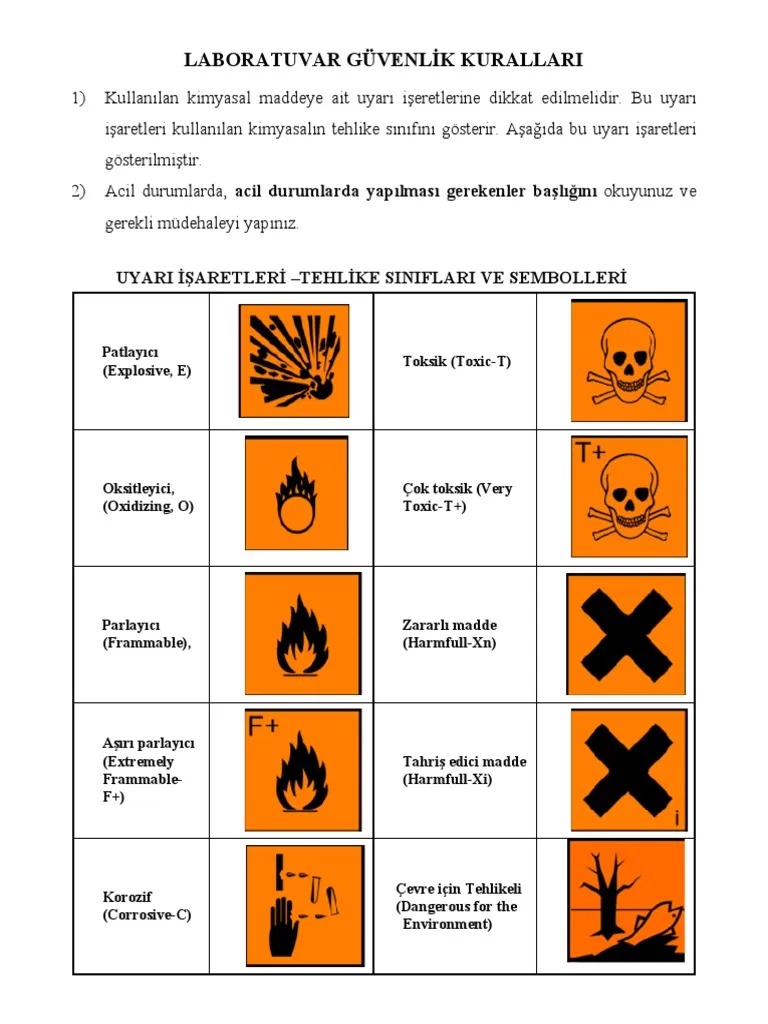 LABORATUVAR GÜVENLİK KURALLARI
1) Kullanılan kimyasal maddeye ait uyarı işeretlerine dikkat edilmelidir. Bu uyarı
işaretleri kullanılan kimyasalın tehlike sınıfını gösterir. Aşağıda bu uyarı işaretleri
gösterilmiştir.
2) Acil durumlarda, acil durumlarda yapılması gerekenler başlığını okuyunuz ve
gerekli müdehaleyi yapınız.
UYARI İŞARETLERİ –TEHLİKE SINIFLARI VE SEMBOLLERİ
Patlayıcı
(Explosive, E)
Toksik (Toxic-T)
Oksitleyici,
(Oxidizing, O)
Çok toksik (Very
Toxic-T+)
T+
Parlayıcı
(Frammable),
Zararlı madde
(Harmfull-Xn)
Aşırı parlayıcı
(Extremely
Frammable-
F+)
F+
Tahriş edici madde
(Harmfull-Xi)
i
Korozif
(Corrosive-C)
Çevre için Tehlikeli
(Dangerous for the
Environment)